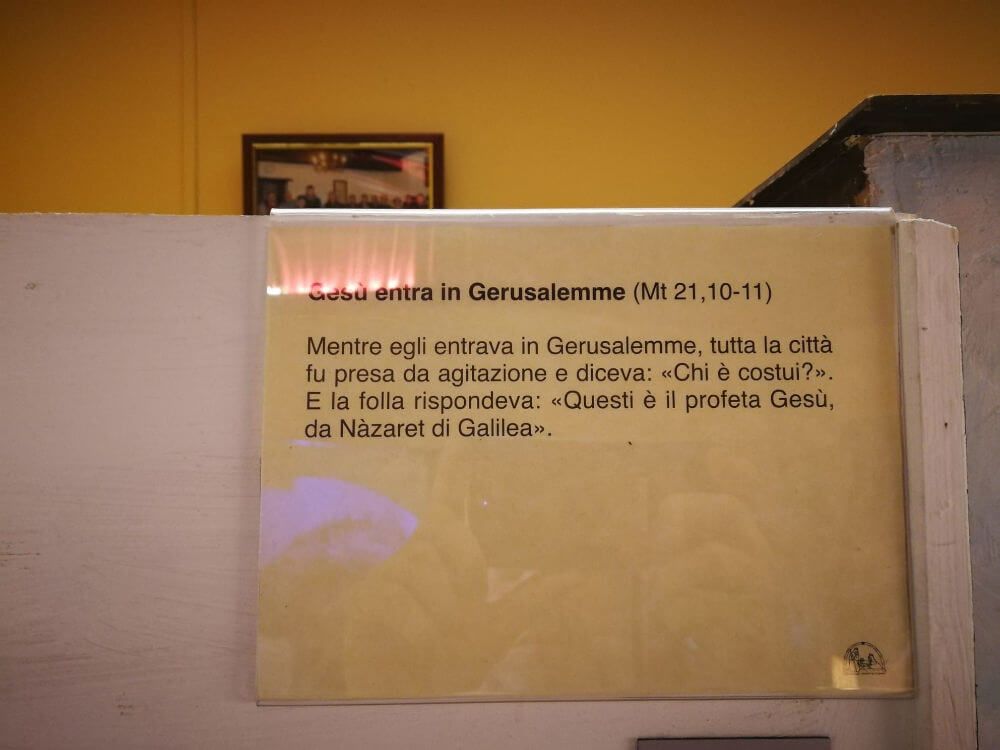 Gesù entra in Gerusalemme (Mt 21,10-11)
Mentre egli entrava in Gerusalemme, tutta la città
fu presa da agitazione e diceva: «Chi è costui?».
E la folla rispondeva: «Questi è il profeta Gesù,
da Nàzaret di Galilea».